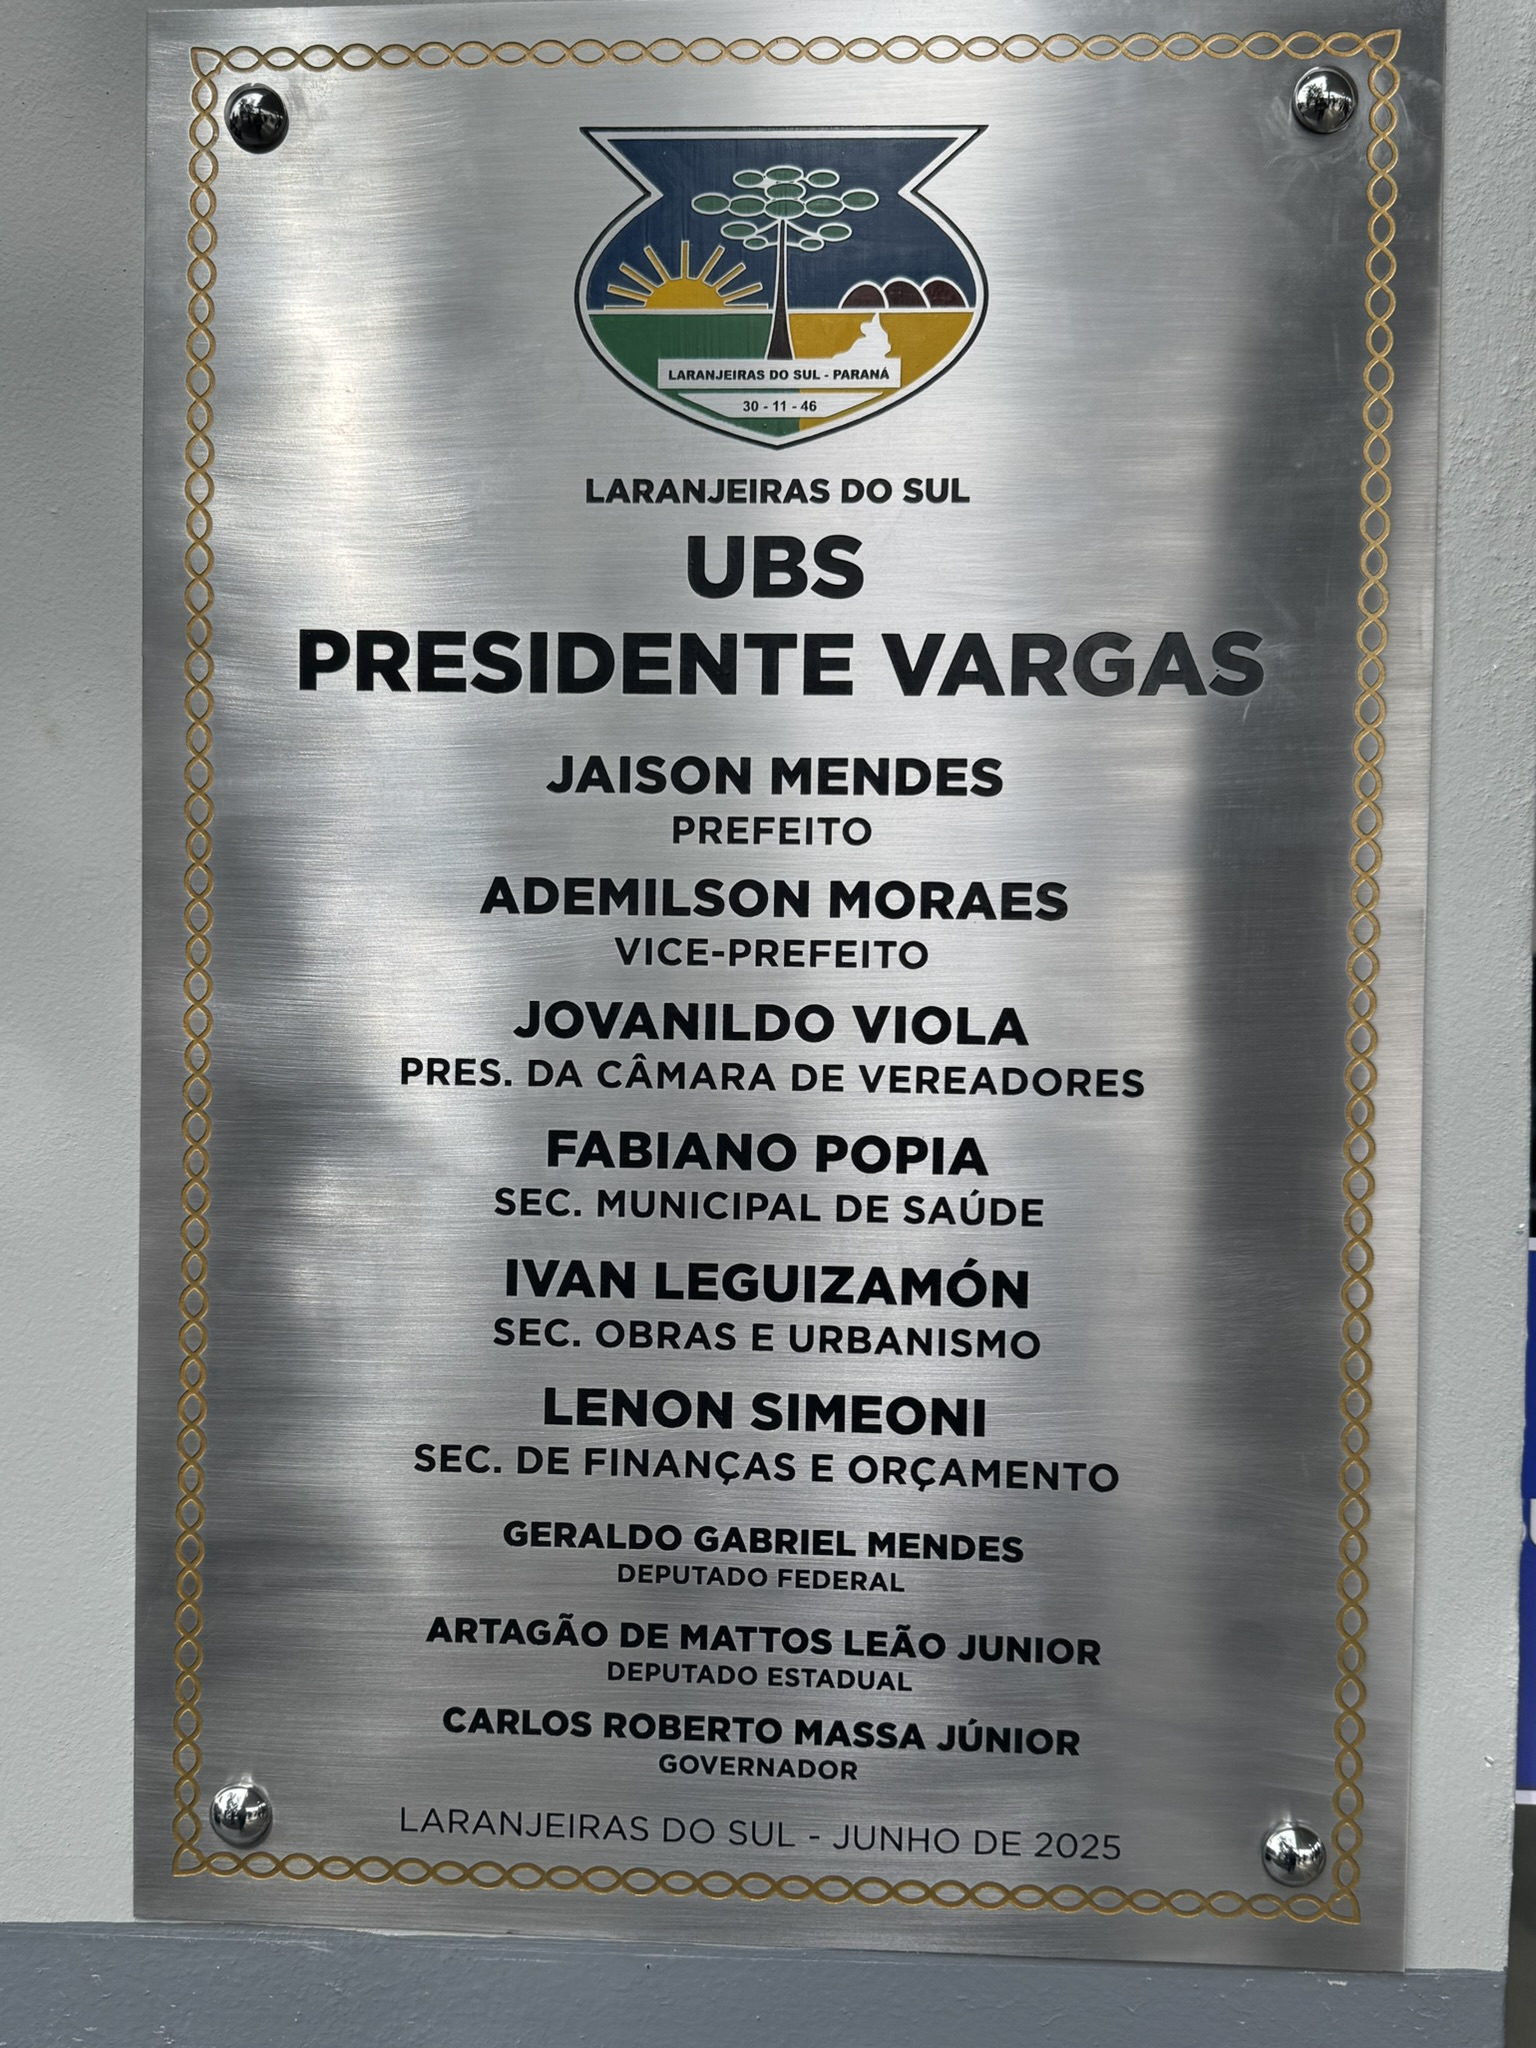 LARANJEIRAS DO SUL - PARANÁ
30 - 11 - 46
LARANJEIRAS DO SUL
UBS
PRESIDENTE VARGAS
JAISON MENDES
PREFEITO
ADEMILSON MORAES
VICE-PREFEITO
JOVANILDO VIOLA
PRES. DA CÂMARA DE VEREADORES
FABIANO POPIA
SEC. MUNICIPAL DE SAÚDE
IVAN LEGUIZAMÓN
SEC. OBRAS E URBANISMO
LENON SIMEONI
SEC. DE FINANÇAS E ORÇAMENTO
GERALDO GABRIEL MENDES
DEPUTADO FEDERAL
ARTAGÃO DE MATTOS LEÃO JUNIOR
DEPUTADO ESTADUAL
CARLOS ROBERTO MASSA JÚNIOR
GOVERNADOR
LARANJEIRAS DO SUL - JUNHO DE 2025